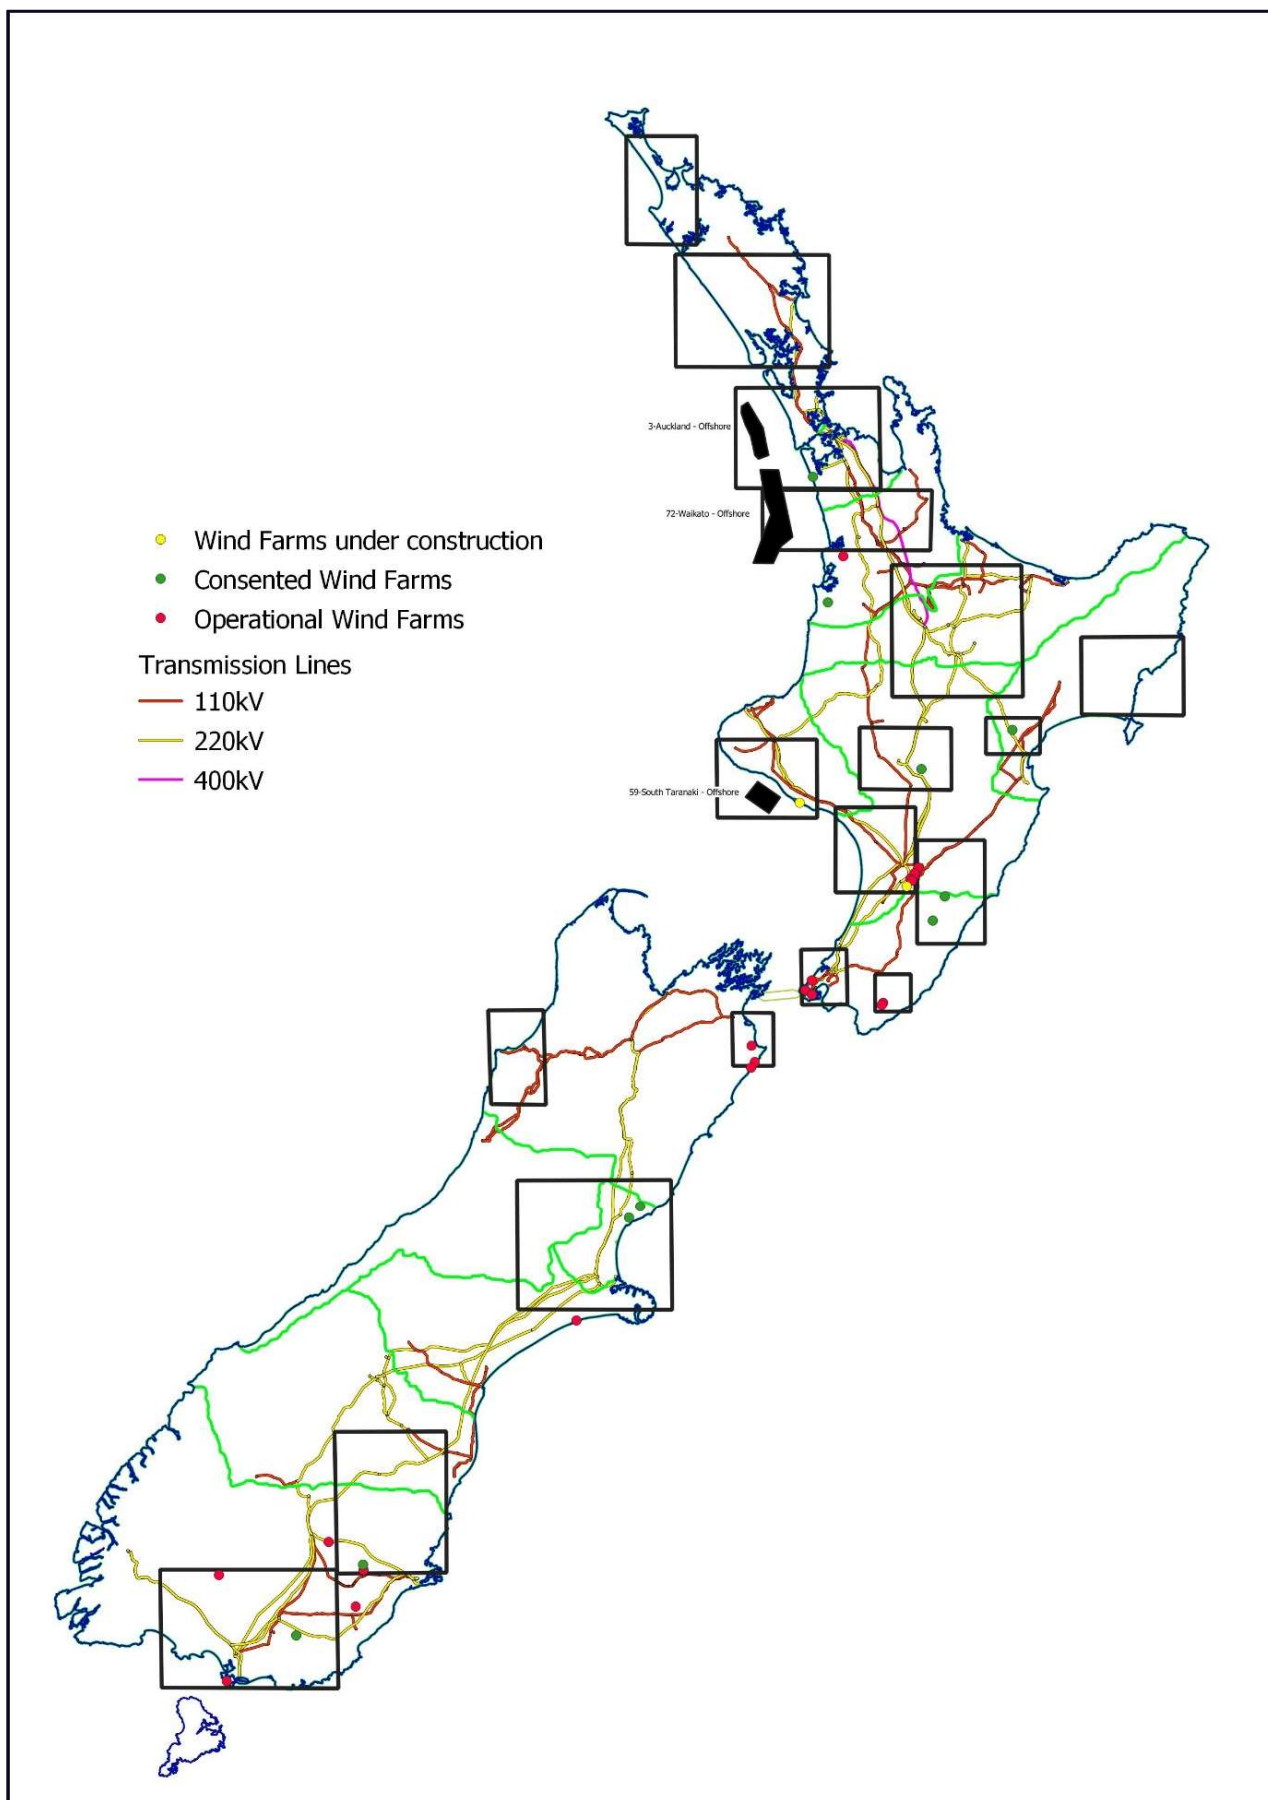 3-Auckland - Offshore
72-Waikato - Offshore
Wind Farms under construction
Consented Wind Farms
Operational Wind Farms
Transmission Lines
110kV
220kV
400kV
59-South Taranaki - Offshore